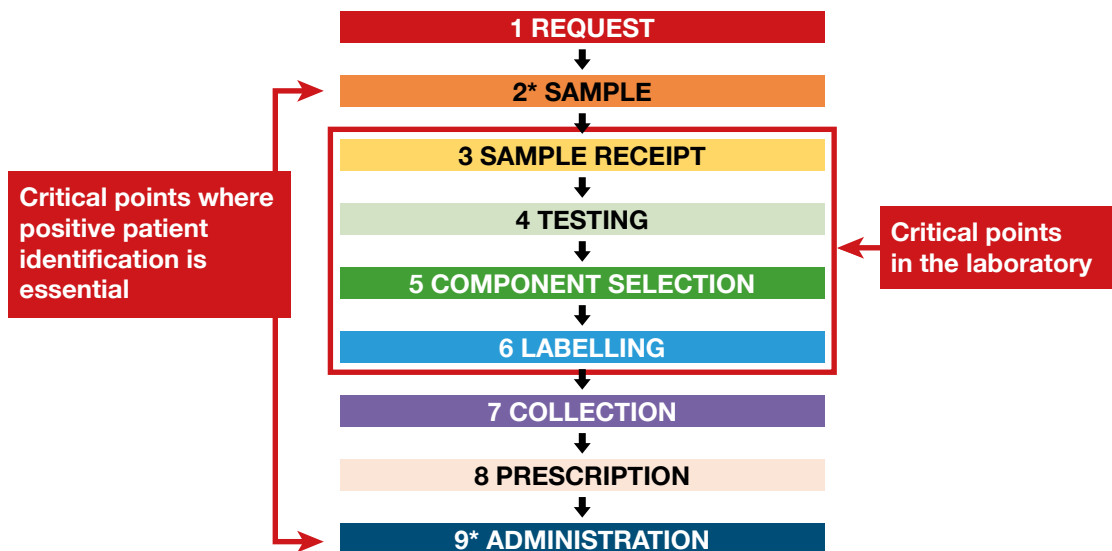 1 REQUEST
2* SAMPLE
3 SAMPLE RECEIPT
4 TESTING
5 COMPONENT SELECTION
6 LABELLING
7 COLLECTION
8 PRESCRIPTION
9* ADMINISTRATION
Critical points where
positive patient
identification is
essential
Critical points
in the laboratory